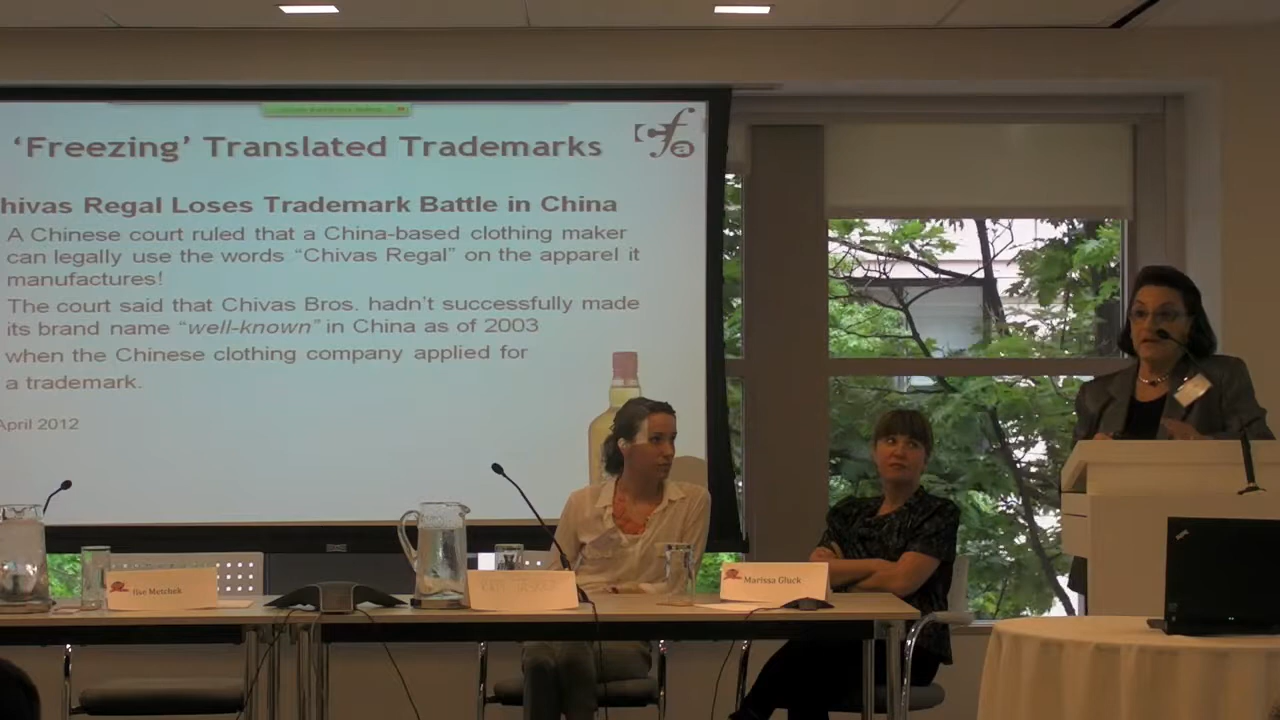 ‘Freezing’ Translated Trademarks
cfa
hivas Regal Loses Trademark Battle in China
A Chinese court ruled that a China-based clothing maker
can legally use the words “Chivas Regal” on the apparel it
manufactures!
The court said that Chivas Bros. hadn’t successfully made
its brand name “well-known” in China as of 2003
when the Chinese clothing company applied for
a trademark.
April 2012
Ilse Metchek
Marissa Gluck